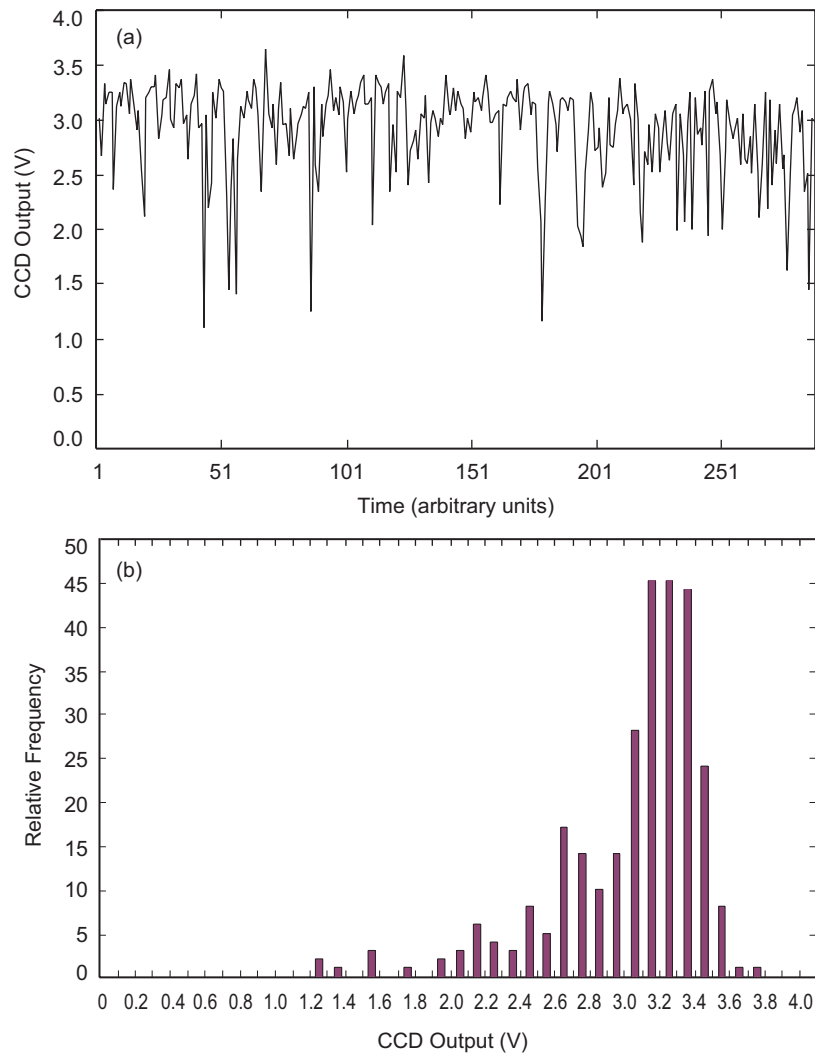 4.0
(a)
3.5
3.0
2.5
2.0
1.5
1.0
0.5
0.0
CCD Output (V)
1 51 101 151 201 251
Time (arbitrary units)
50
(b)
45
40
35
30
25
20
15
10
5
0
Relative Frequency
0 0.2 0.4 0.6 0.8 1.0 1.2 1.4 1.6 1.8 2.0 2.2 2.4 2.6 2.8 3.0 3.2 3.4 3.6 3.8 4.0
CCD Output (V)